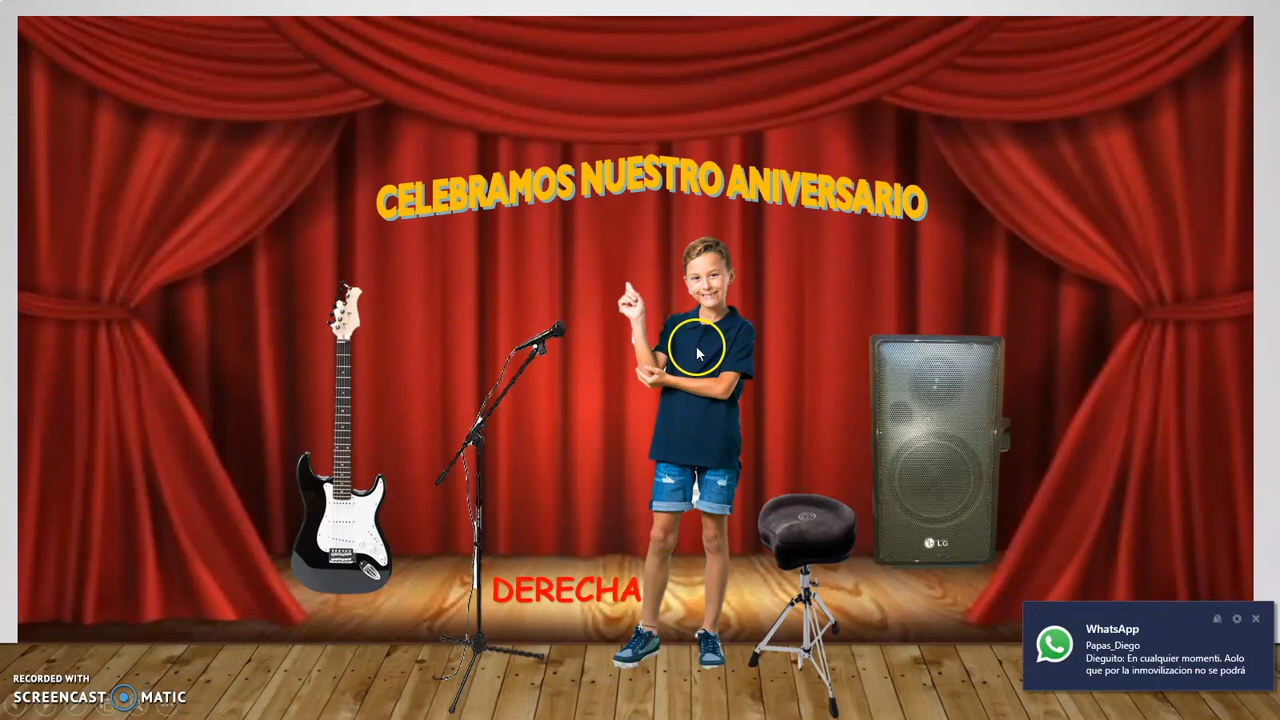 CELEBRAMOS NUESTRO ANIVERSARIO
LG
DERECHA
WhatsApp
Papas_Diego
Dieguito: En cualquier momenti. Aolo
que por la inmovilizacion no se podrá
RECORDED WITH
SCREENCAST MATIC